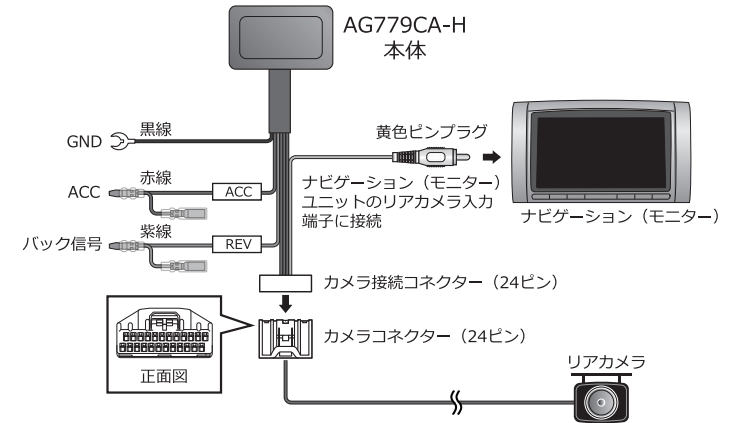 AG779CA-H
本体
黒線
GND
黄色ピンプラグ
赤線
ACC
ACC
ナビゲーション（モニター）
ユニットのリアカメラ入力
端子に接続
ナビゲーション（モニター）
紫線
バック信号
REV
カメラ接続コネクター（24ピン）
カメラコネクター（24ピン）
正面図
リアカメラ